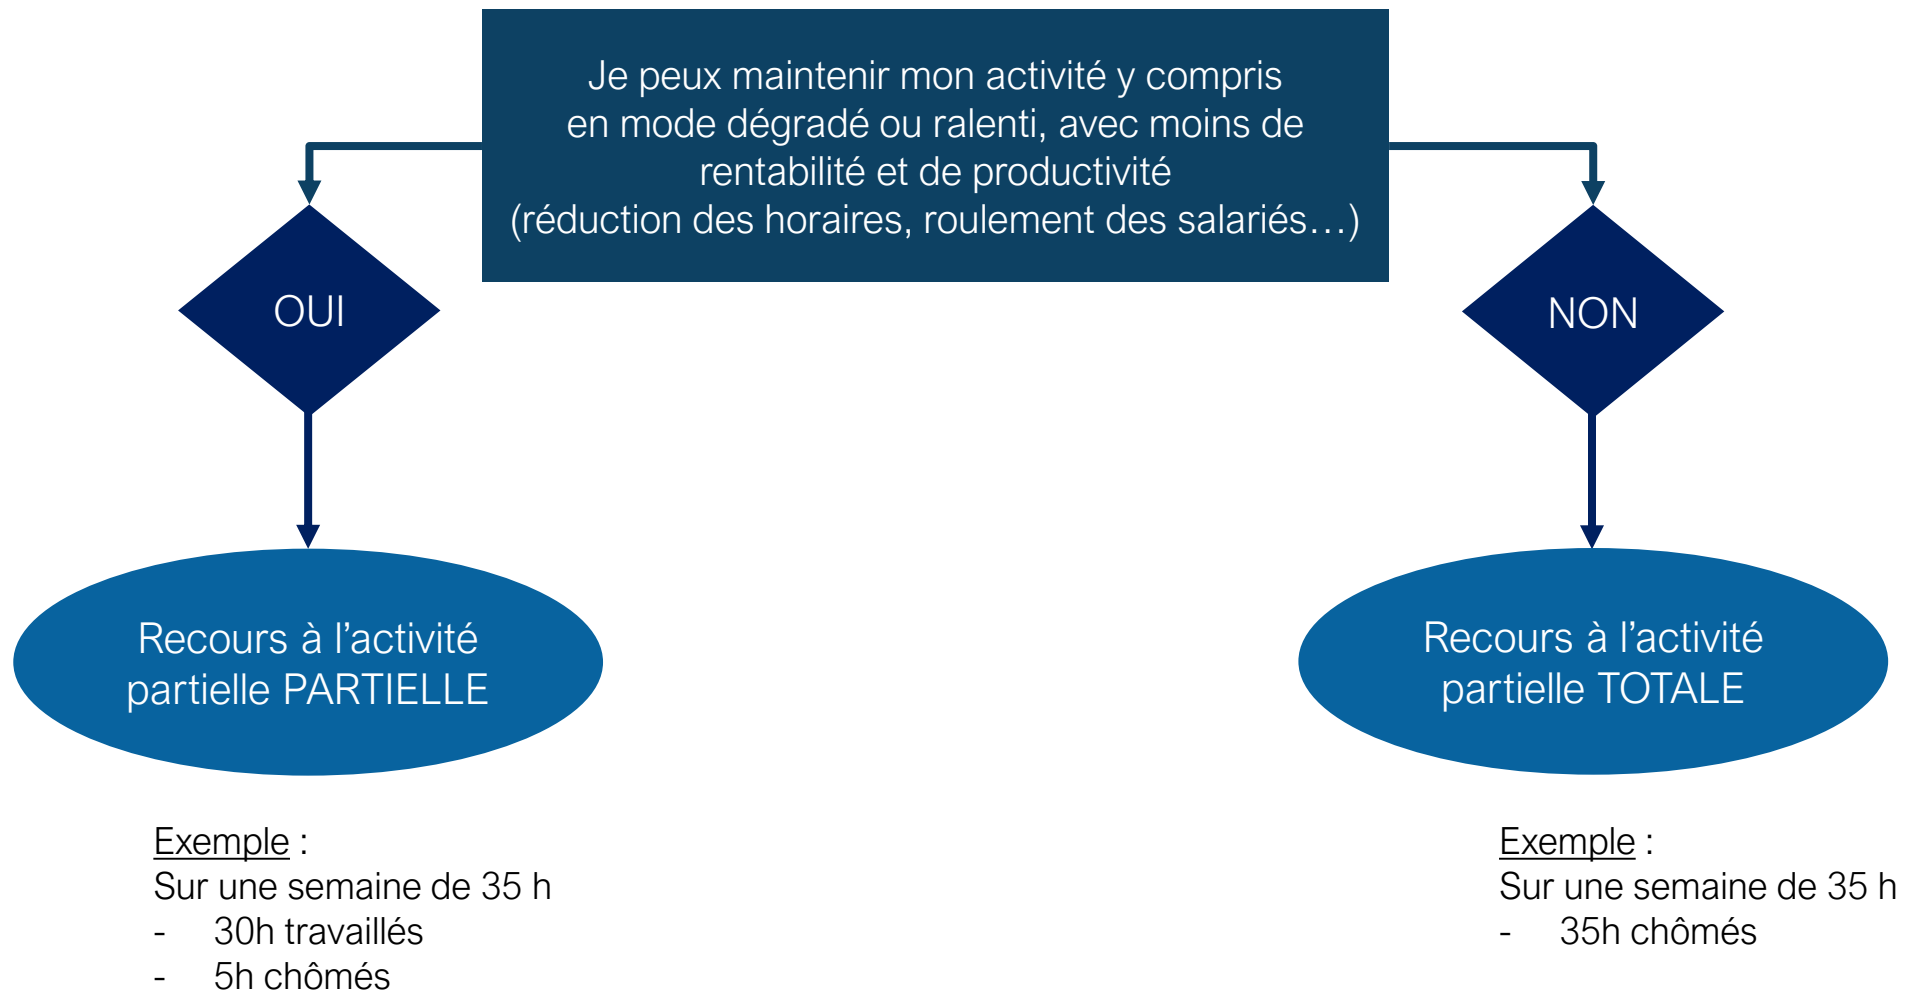 Je peux maintenir mon activité y compris
en mode dégradé ou ralenti, avec moins de
rentabilité et de productivité
(réduction des horaires, roulement des salariés…)
OUI
NON
Recours à l’activité
partielle PARTIELLE
Recours à l’activité
partielle TOTALE
Exemple :
Sur une semaine de 35 h
- 30h travaillés
- 5h chômés
Exemple :
Sur une semaine de 35 h
- 35h chômés